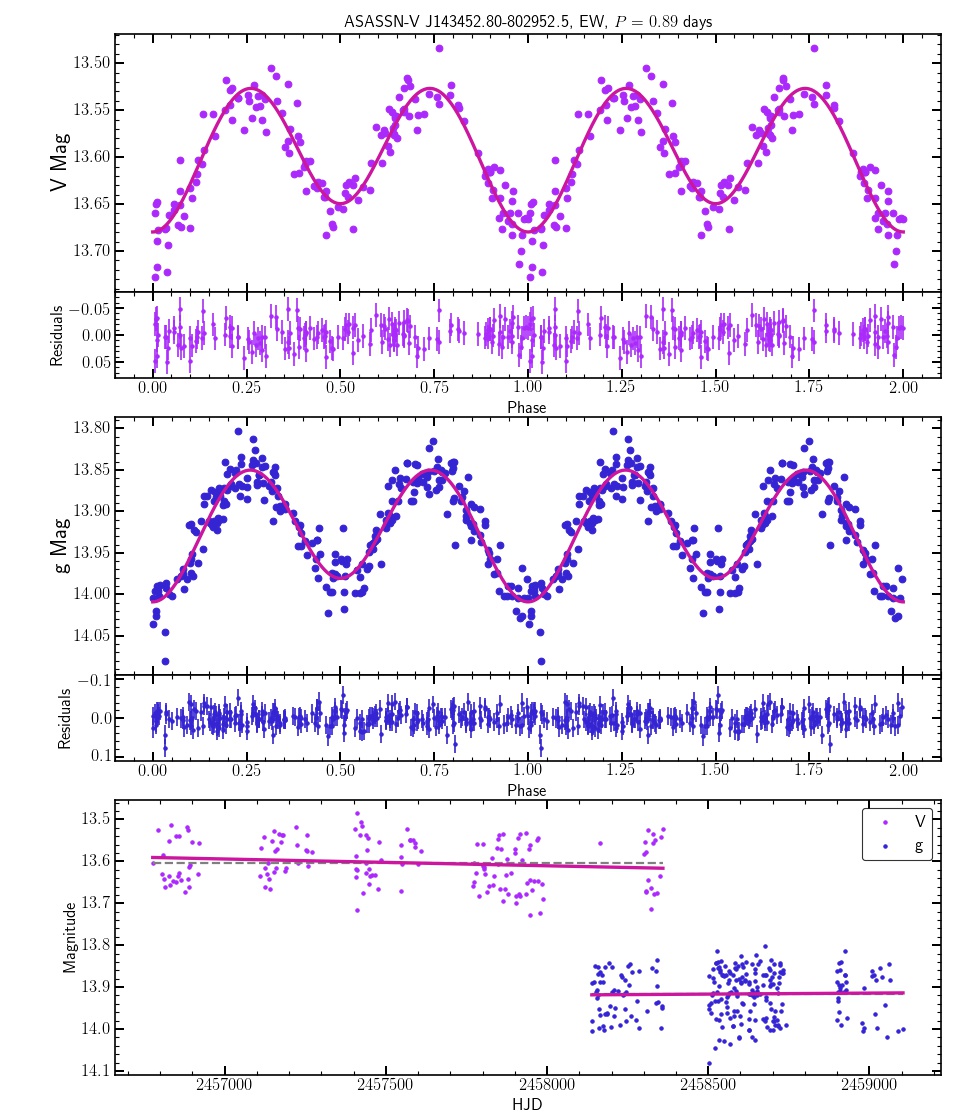 ASASSN-V J143452.80-802952.5, EW, P = 0.89 days
13.50
13.55
13.60
13.65
13.70
V Mag
−0.05
0.00
0.05
Residuals
0.00 0.25 0.50 0.75 1.00 1.25 1.50 1.75 2.00
Phase
13.80
13.85
13.90
13.95
14.00
14.05
g Mag
−0.1
0.0
0.1
Residuals
0.00 0.25 0.50 0.75 1.00 1.25 1.50 1.75 2.00
Phase
13.5
13.6
13.7
13.8
13.9
14.0
14.1
Magnitude
V
g
2457000 2457500 2458000 2458500 2459000
HJD